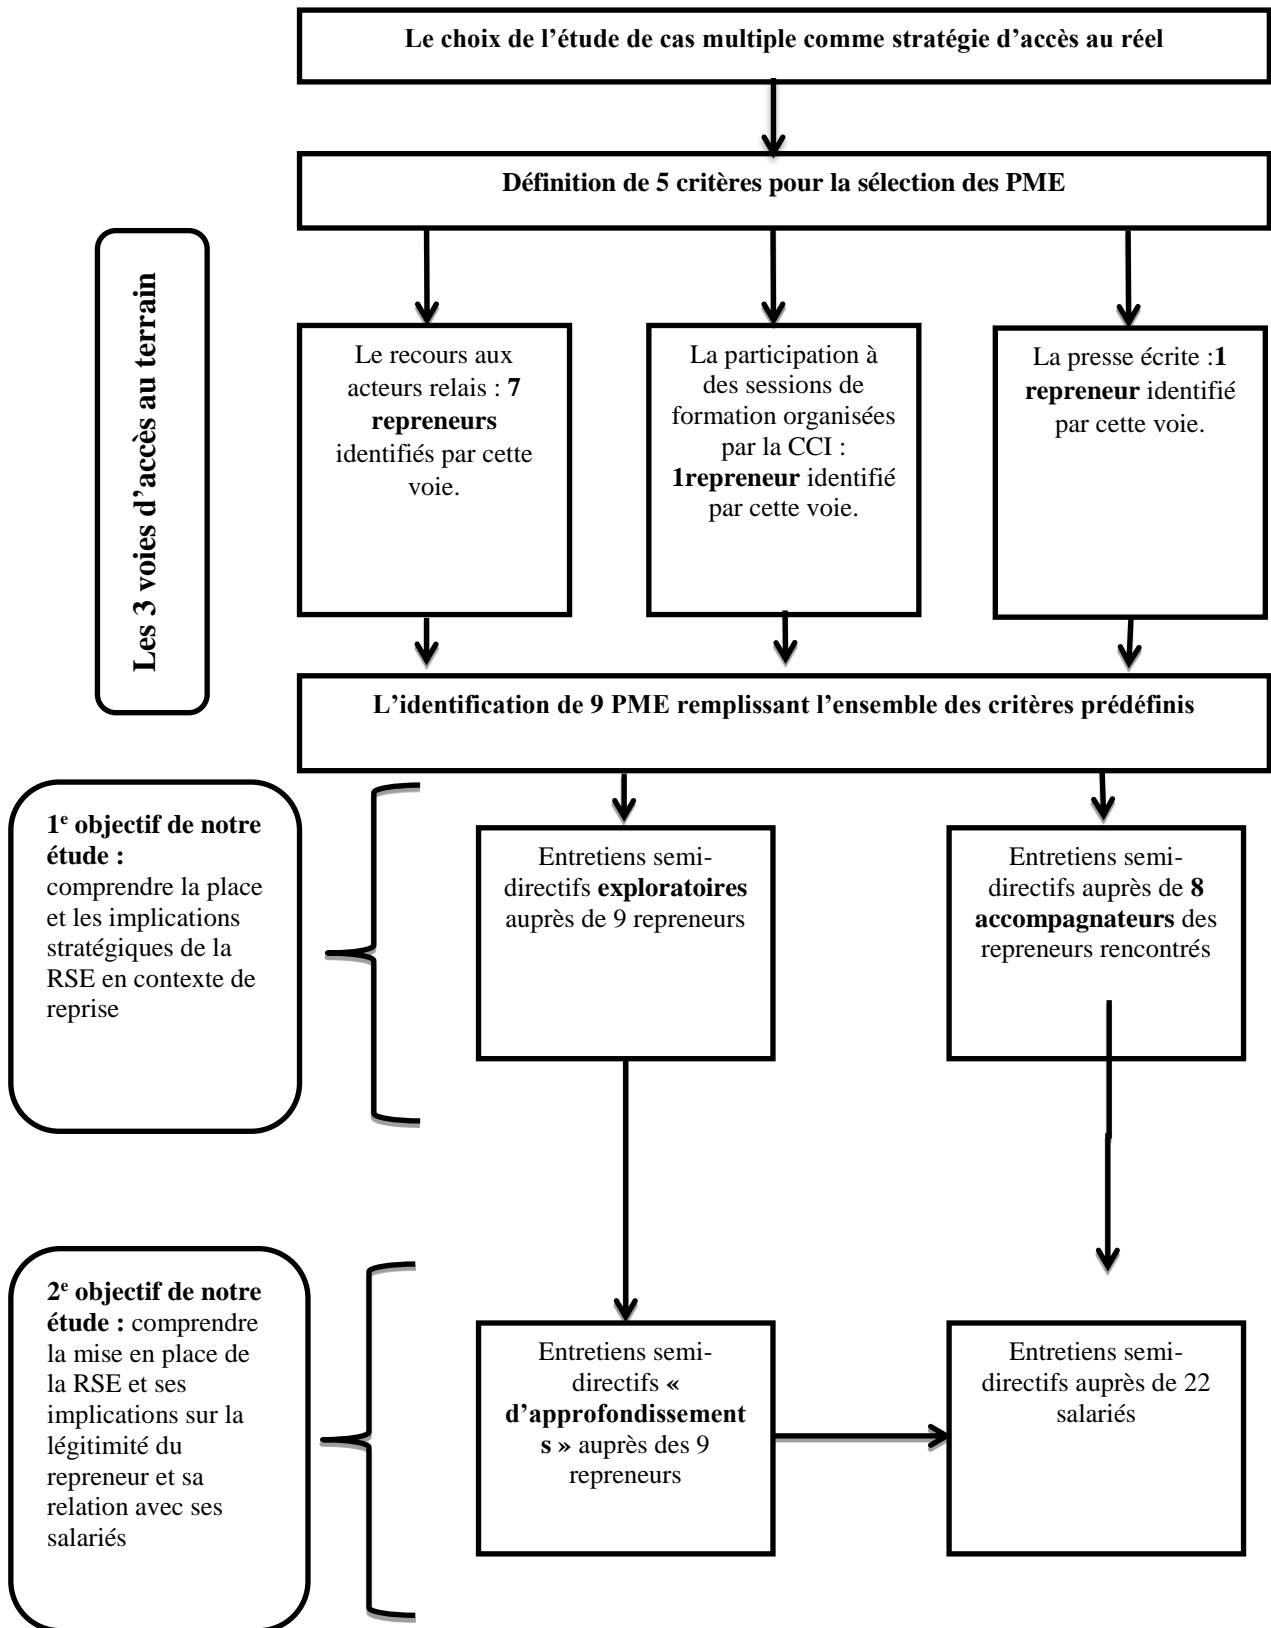 Le choix de l’étude de cas multiple comme stratégie d’accès au réel
Définition de 5 critères pour la sélection des PME
Les 3 voies d’accès au terrain
Le recours aux
acteurs relais : 7
repreneurs
identifiés par cette
voie.
La participation à
des sessions de
formation organisées
par la CCI :
1repreneur identifié
par cette voie.
La presse écrite :1
repreneur identifié
par cette voie.
L’identification de 9 PME remplissant l’ensemble des critères prédéfinis
1e objectif de notre
étude :
comprendre la place
et les implications
stratégiques de la
RSE en contexte de
reprise
Entretiens semi-
directifs exploratoires
auprès de 9 repreneurs
Entretiens semi-
directifs auprès de 8
accompagnateurs des
repreneurs rencontrés
2e objectif de notre
étude : comprendre
la mise en place de
la RSE et ses
implications sur la
légitimité du
repreneur et sa
relation avec ses
salariés
Entretiens semi-
directifs «
d’approfondissement
s » auprès des 9
repreneurs
Entretiens semi-
directifs auprès de 22
salariés